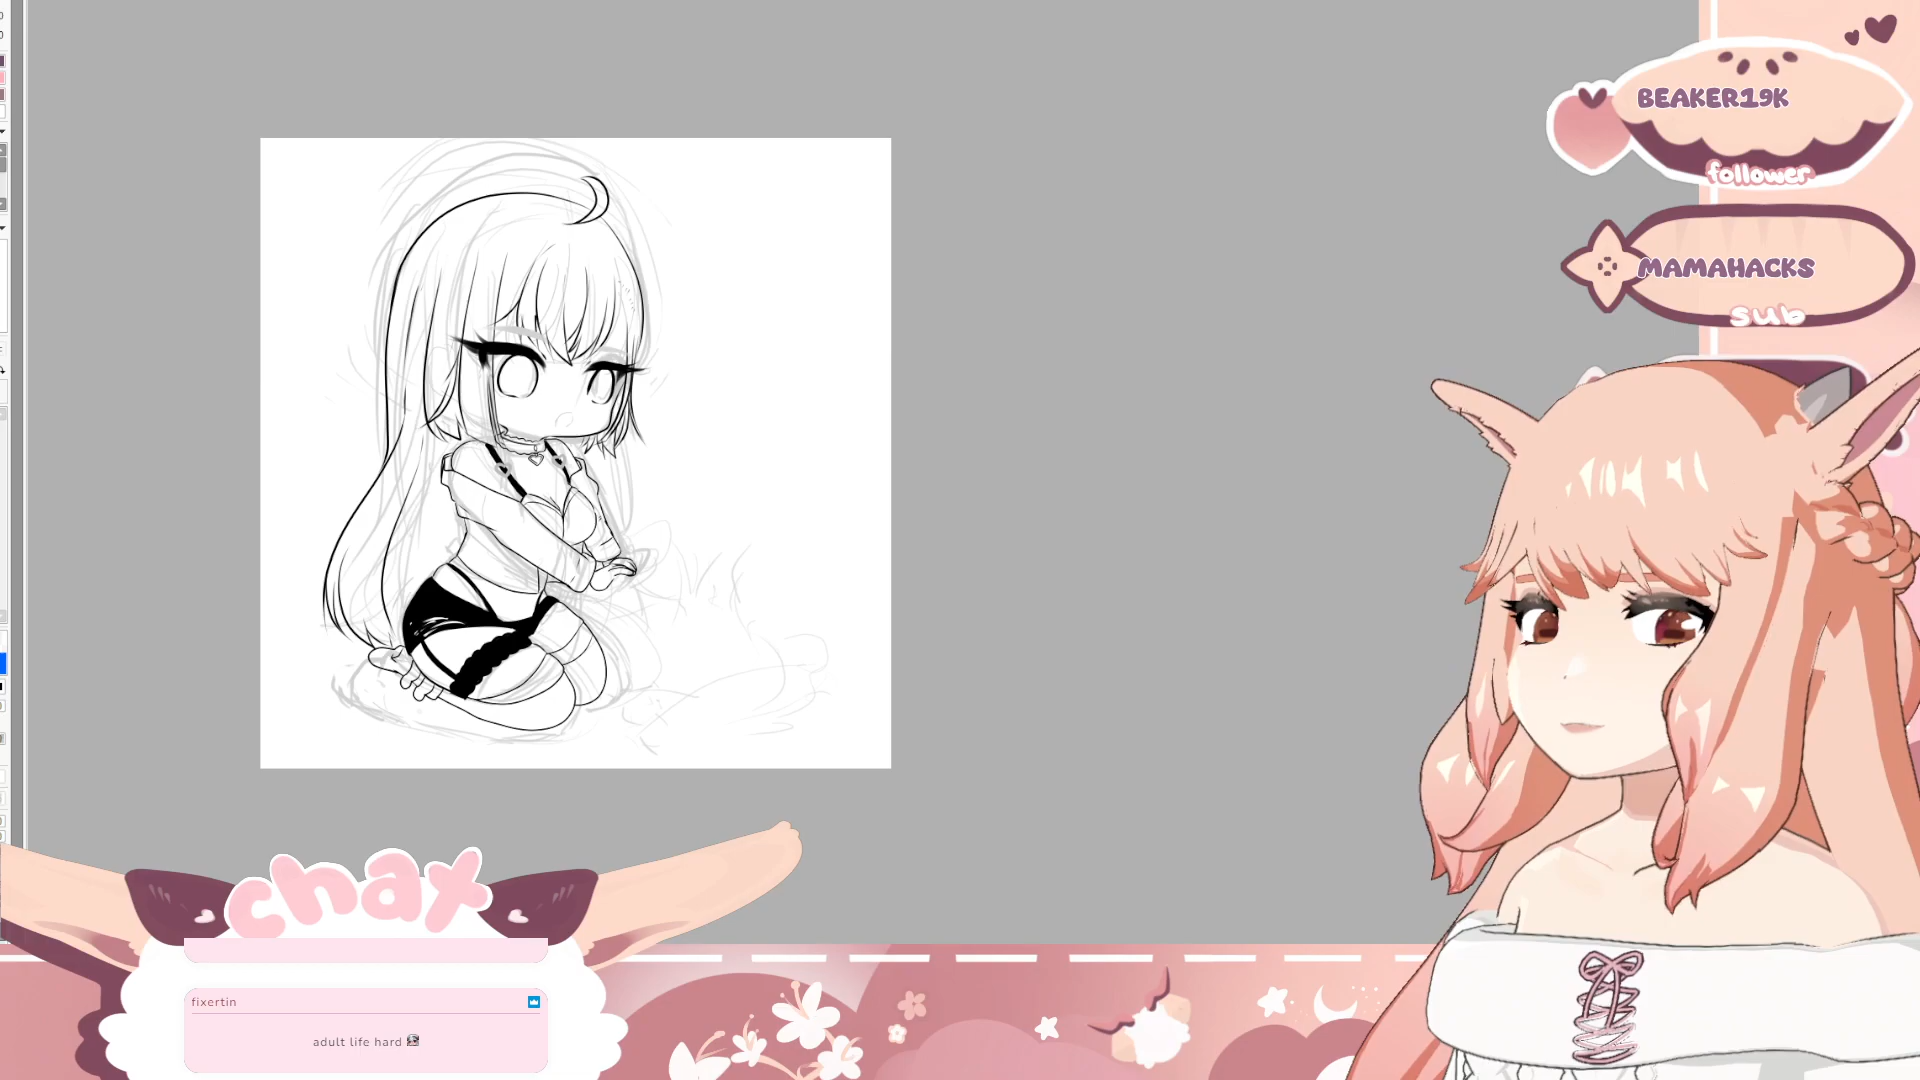 BEAKER19K
follower
MAMAHACKS
sub
chat
fixertin
adult life hard